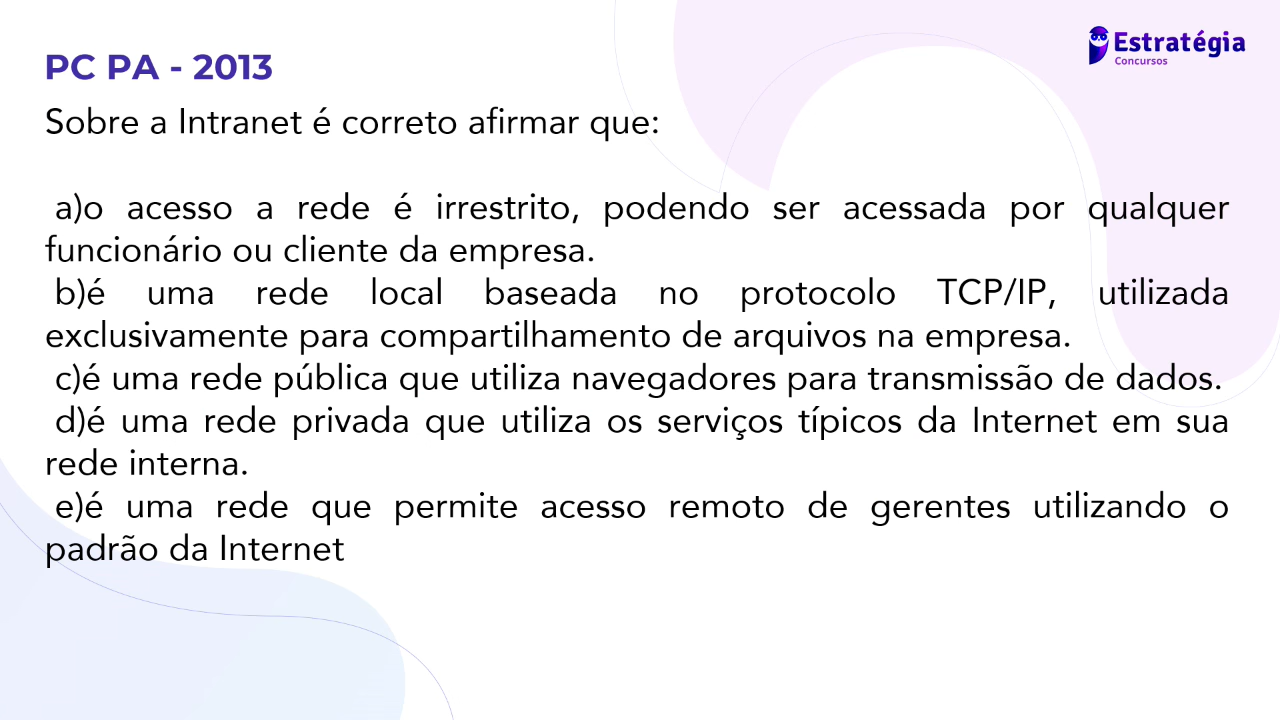 Estratégia
Concursos
PC PA - 2013
Sobre a Intranet é correto afirmar que:
a)o acesso a rede é irrestrito, podendo ser acessada por qualquer
funcionário ou cliente da empresa.
b)é uma rede local baseada no protocolo TCP/IP, utilizada
exclusivamente para compartilhamento de arquivos na empresa.
c)é uma rede pública que utiliza navegadores para transmissão de dados.
d)é uma rede privada que utiliza os serviços típicos da Internet em sua
rede interna.
e)é uma rede que permite acesso remoto de gerentes utilizando o
padrão da Internet